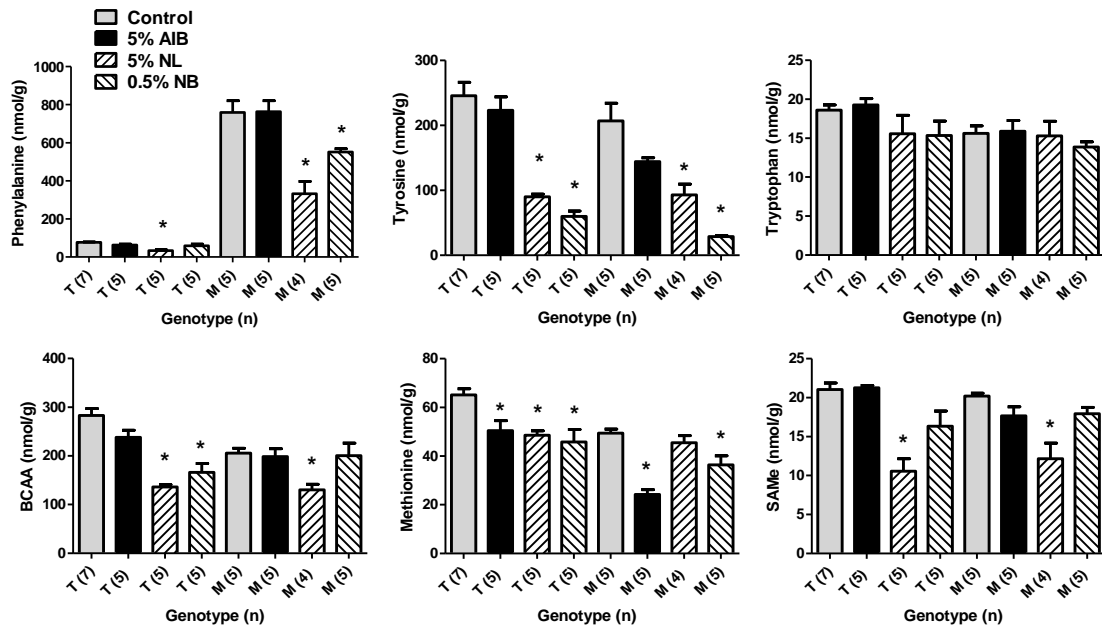 Control
5% AIB
5% NL
0.5% NB
Phenylalanine (nmol/g)
1000
800
600
400
200
0
*
*
*
T (7) T (5) T (5) T (5) M (5) M (5) M (4) M (5)
Genotype (n)
Tyrosine (nmol/g)
300
200
100
0
*
*
*
*
T (7) T (5) T (5) T (5) M (5) M (5) M (4) M (5)
Genotype (n)
Tryptophan (nmol/g)
25
20
15
10
5
0
T (7) T (5) T (5) T (5) M (5) M (5) M (4) M (5)
Genotype (n)
BCAA (nmol/g)
400
300
200
100
0
*
*
*
T (7) T (5) T (5) T (5) M (5) M (5) M (4) M (5)
Genotype (n)
Methionine (nmol/g)
80
60
40
20
0
* * *
*
*
T (7) T (5) T (5) T (5) M (5) M (5) M (4) M (5)
Genotype (n)
SAMe (nmol/g)
25
20
15
10
5
0
*
*
T (7) T (5) T (5) T (5) M (5) M (5) M (4) M (5)
Genotype (n)